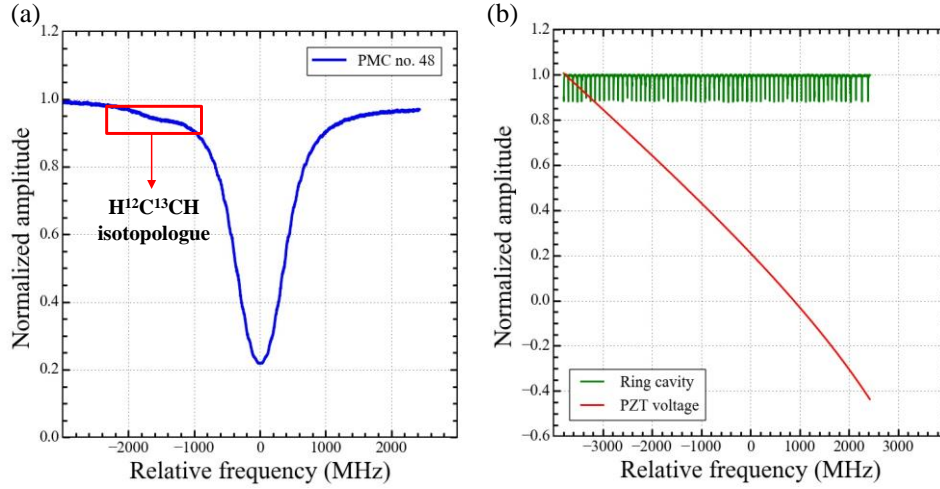 (a)
1.2
1.0
0.8
0.6
0.4
0.2
0.0
Normalized amplitude
PMC no. 48
H¹²C¹³CH
isotopologue
−2000 −1000 0 1000 2000
Relative frequency (MHz)
(b)
1.2
1.0
0.8
0.6
0.4
0.2
0.0
−0.2
−0.4
−0.6
Normalized amplitude
Ring cavity
PZT voltage
−3000 −2000 −1000 0 1000 2000 3000
Relative frequency (MHz)